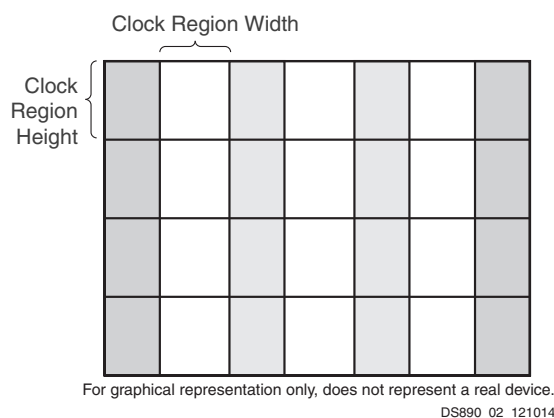 Clock Region Width
Clock
Region
Height
For graphical representation only, does not represent a real device.
DS890_02_121014